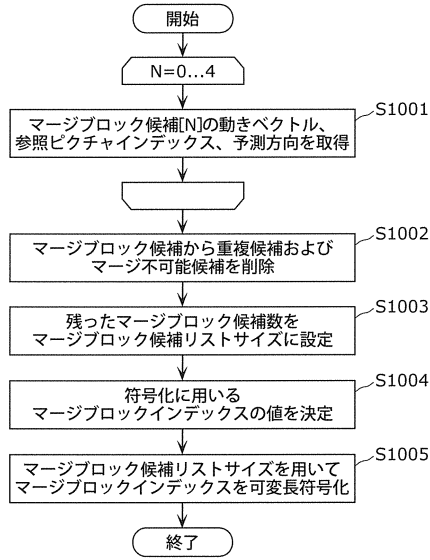 開始
N=0...4
マージブロック候補[N]の動きベクトル、
参照ピクチャインデックス、予測方向を取得
S1001
マージブロック候補から重複候補および
マージ不可能候補を削除
S1002
残ったマージブロック候補数を
マージブロック候補リストサイズに設定
S1003
符号化に用いる
マージブロックインデックスの値を決定
S1004
マージブロック候補リストサイズを用いて
マージブロックインデックスを可変長符号化
S1005
終了